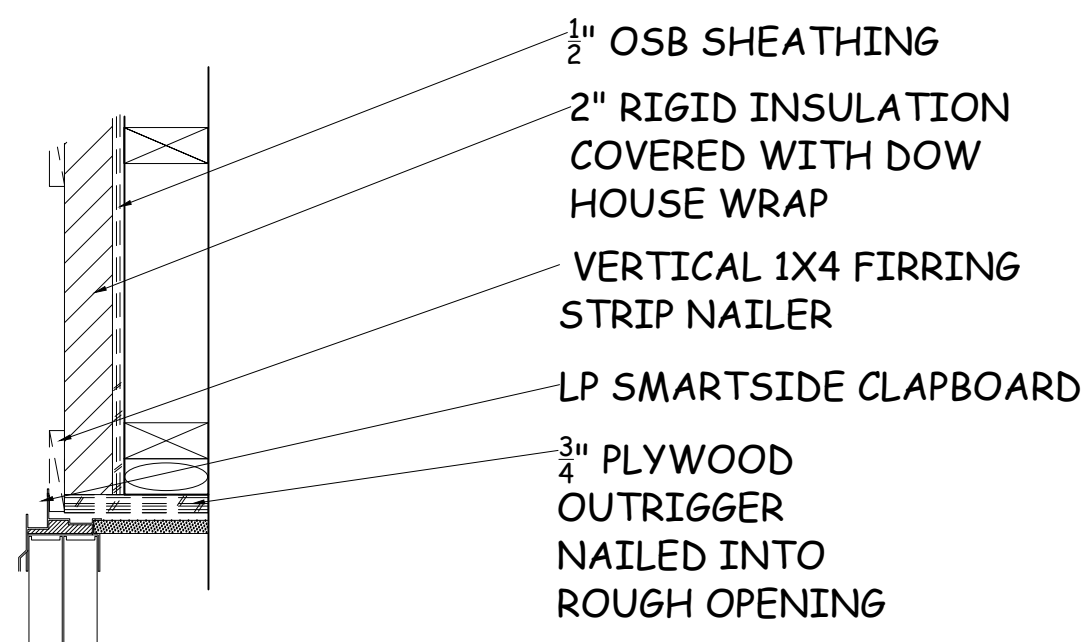 ½" OSB SHEATHING
2" RIGID INSULATION
COVERED WITH DOW
HOUSE WRAP
VERTICAL 1X4 FIRRING
STRIP NAILER
LP SMARTSIDE CLAPBOARD
¾" PLYWOOD
OUTRIGGER
NAILED INTO
ROUGH OPENING